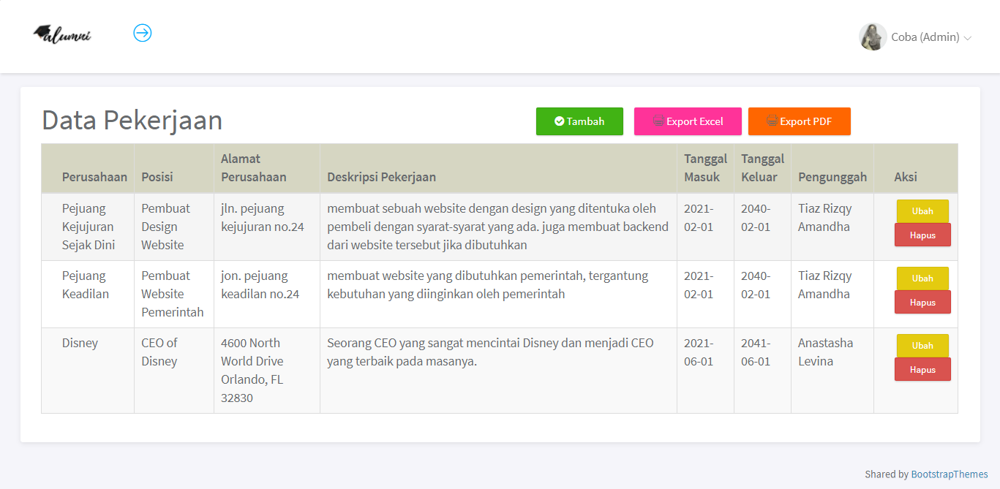 alumni
Coba (Admin)
Data Pekerjaan
Tambah
Export Excel
Export PDF
Perusahaan
Posisi
Alamat
Perusahaan
Deskripsi Pekerjaan
Tanggal
Masuk
Tanggal
Keluar
Pengunggah
Aksi
Pejuang
Kejujuran
Sejak Dini
Pembuat
Design
Website
jln. pejuang
kejujuran no.24
membuat sebuah website dengan design yang ditentuka oleh
pembeli dengan syarat-syarat yang ada. juga membuat backend
dari website tersebut jika dibutuhkan
2021-
02-01
2040-
02-01
Tiaz Rizqy
Amandha
Ubah
Hapus
Pejuang
Keadilan
Pembuat
Website
Pemerintah
jon. pejuang
keadilan no.24
membuat website yang dibutuhkan pemerintah, tergantung
kebutuhan yang diinginkan oleh pemerintah
2021-
02-01
2040-
02-01
Tiaz Rizqy
Amandha
Ubah
Hapus
Disney
CEO of
Disney
4600 North
World Drive
Orlando, FL
32830
Seorang CEO yang sangat mencintai Disney dan menjadi CEO
yang terbaik pada masanya.
2021-
06-01
2041-
06-01
Anastasha
Levina
Ubah
Hapus
Shared by BootstrapThemes